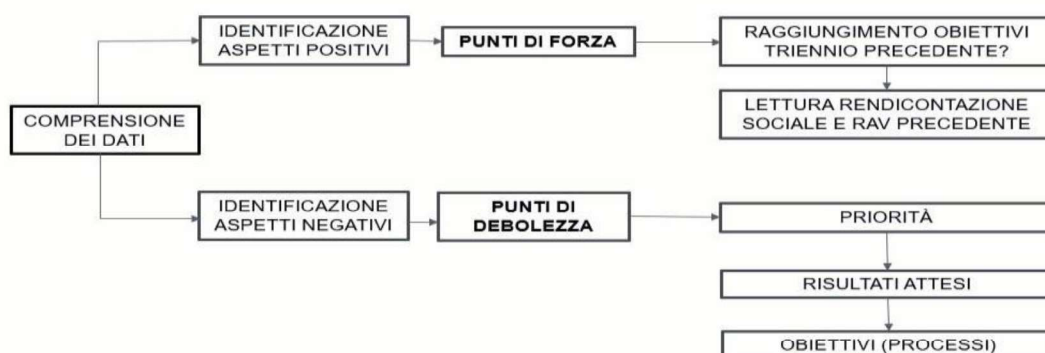 IDENTIFICAZIONE
ASPETTI POSITIVI
PUNTI DI FORZA
RAGGIUNGIMENTO OBIETTIVI
TRIENNIO PRECEDENTE?
LETTURA RENDICONTAZIONE
SOCIALE E RAV PRECEDENTE
COMPRENSIONE
DEI DATI
IDENTIFICAZIONE
ASPETTI NEGATIVI
PUNTI DI
DEBOLEZZA
PRIORITÀ
RISULTATI ATTESI
OBIETTIVI (PROCESSI)